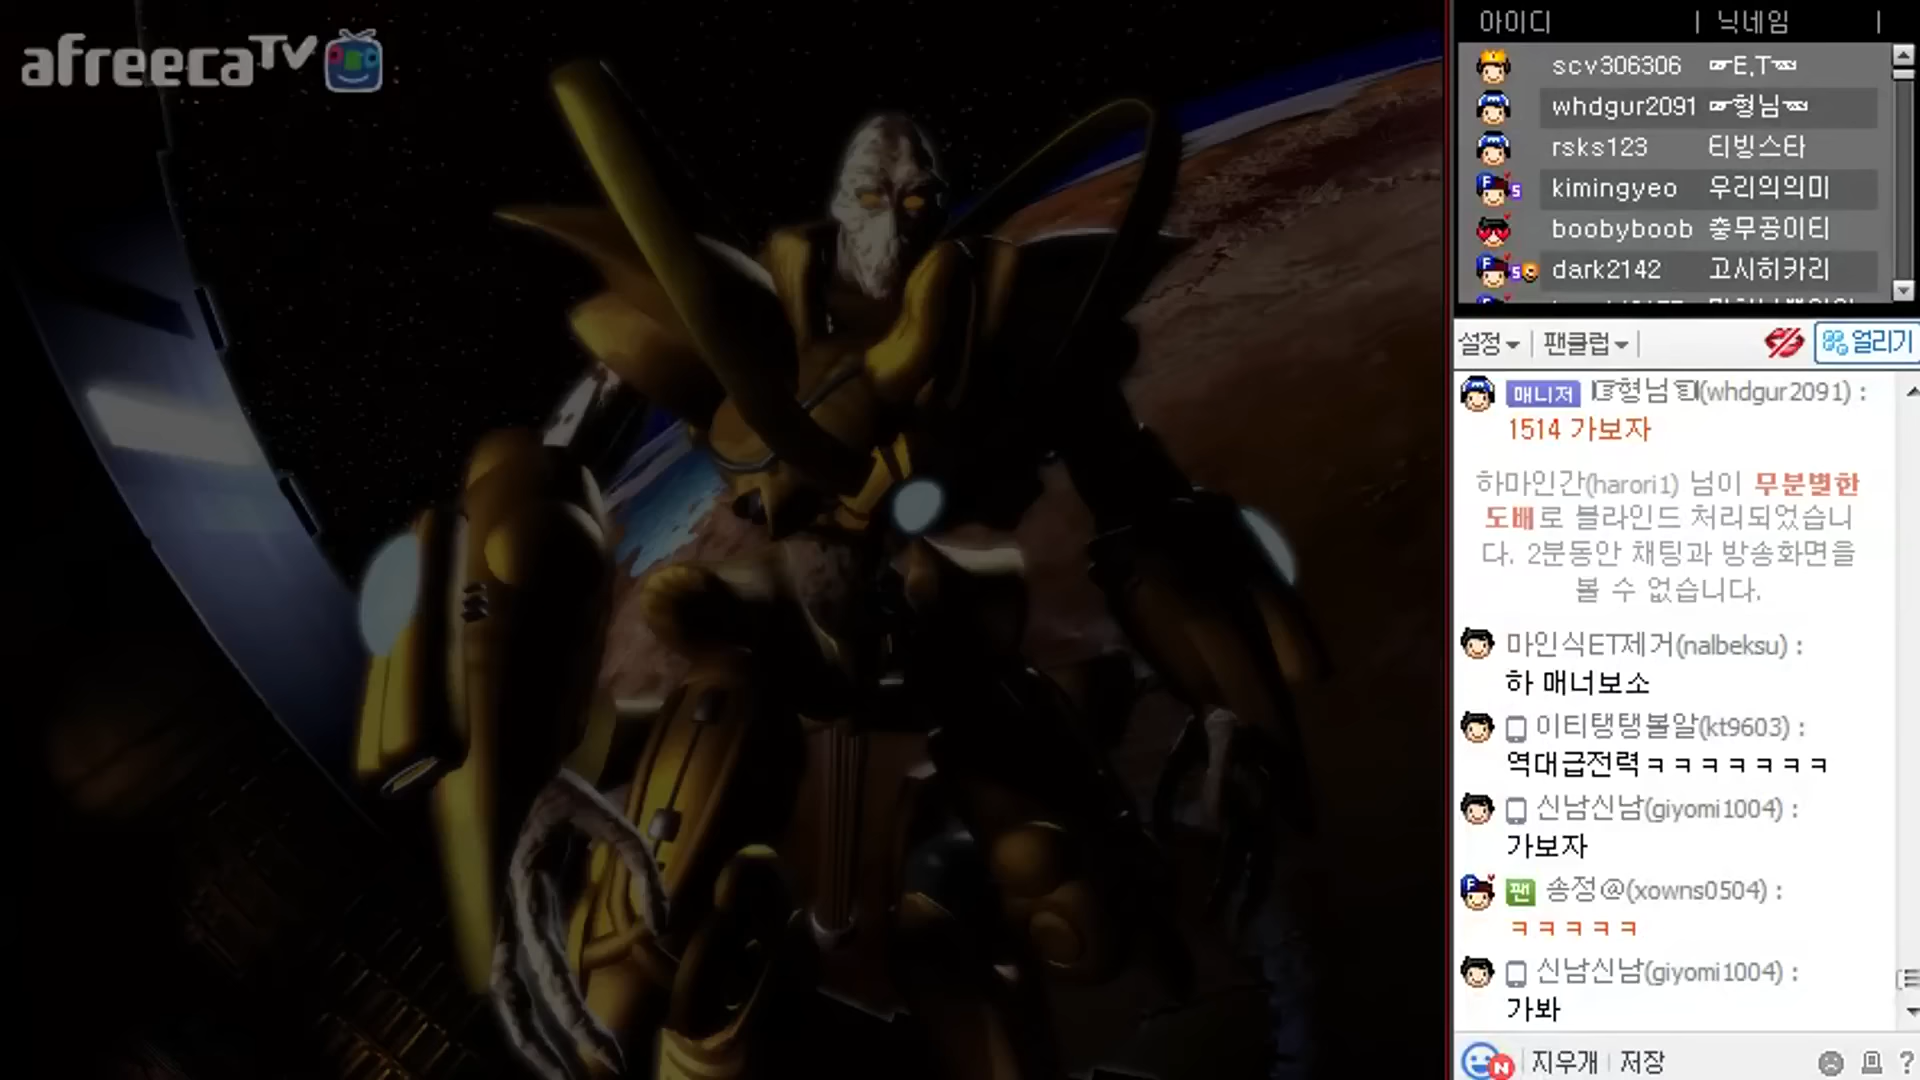 afreecaTV
아이디 | 닉네임 |
scv306306 ☞E.T☜
whdgur2091 ☞형님☜
rsks123 티빙스타
kimingyeo 우리의의미
boobyboob 충무공이티
dark2142 고시히카리
설정 팬클럽 얼리기
매니저 ☞형님☜(whdgur2091) :
1514 가보자
하마인간(harori1) 님이 무분별한
도배로 블라인드 처리되었습니
다. 2분동안 채팅과 방송화면을
볼 수 없습니다.
마인식ET제거(nalbeksu) :
하 매너보소
이티탱탱볼알(kt9603) :
역대급전력ㅋㅋㅋㅋㅋㅋㅋ
신남신남(giyomi1004) :
가보자
팬 송정@(xowns0504) :
ㅋㅋㅋㅋㅋ
신남신남(giyomi1004) :
가봐
N 지우개 저장 ?